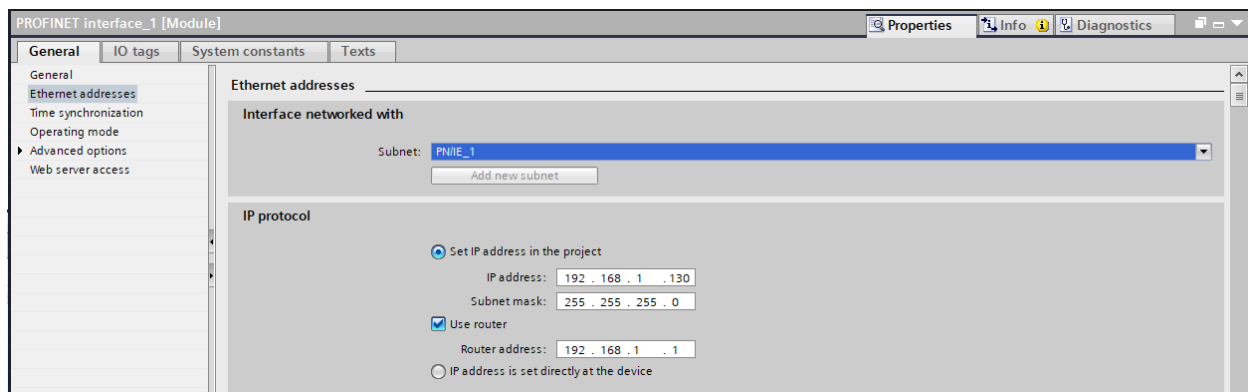 PROFINET interface_1 [Module]
Properties
Info
Diagnostics
General
IO tags
System constants
Texts
General
Ethernet addresses
Time synchronization
Operating mode
Advanced options
Web server access
Ethernet addresses
Interface networked with
Subnet: PN/IE_1
Add new subnet
IP protocol
Set IP address in the project
IP address: 192 . 168 . 1 . 130
Subnet mask: 255 . 255 . 255 . 0
Use router
Router address: 192 . 168 . 1 . 1
IP address is set directly at the device